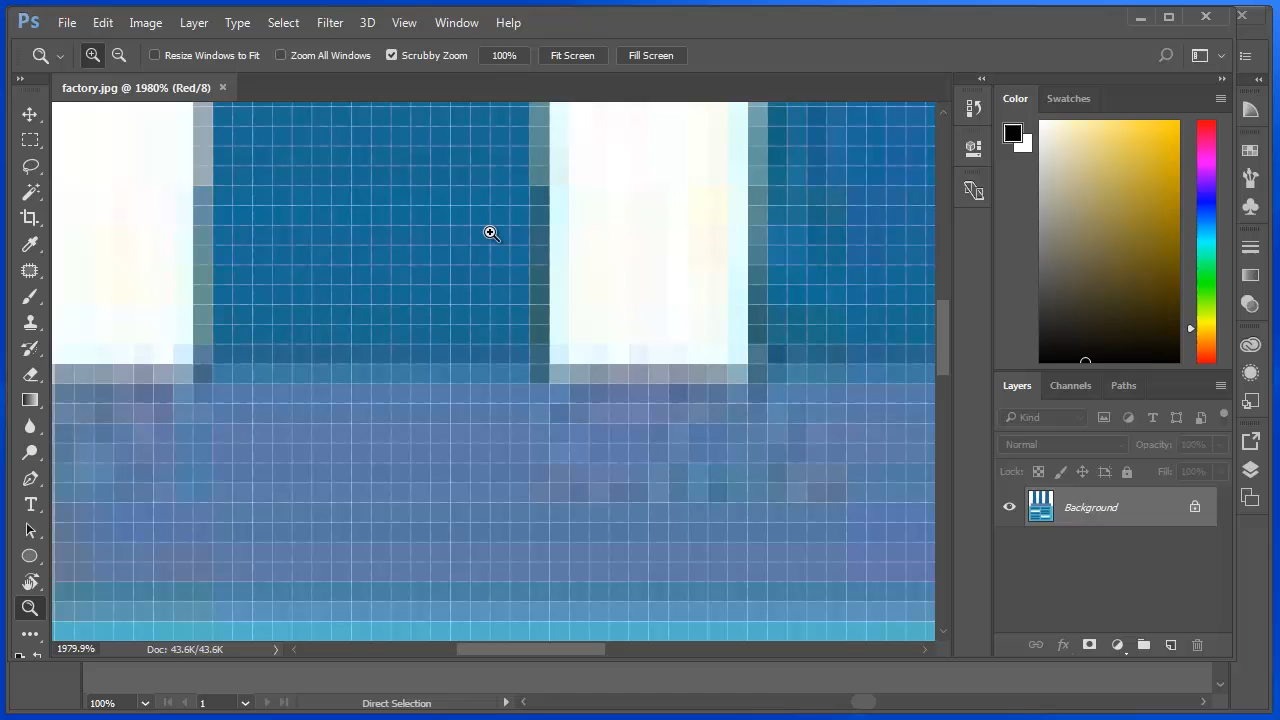 Ps File Edit Image Layer Type Select Filter 3D View Window Help
Resize Windows to Fit Zoom All Windows Scrubby Zoom 100% Fit Screen Fill Screen
factory.jpg @ 1980% (Red/8) ×
Color Swatches
Layers Channels Paths
Kind
Normal Opacity: 100%
Lock: Fill: 100%
Background
fx
1979.9% Doc: 43.6K/43.6K
100% 1 Direct Selection